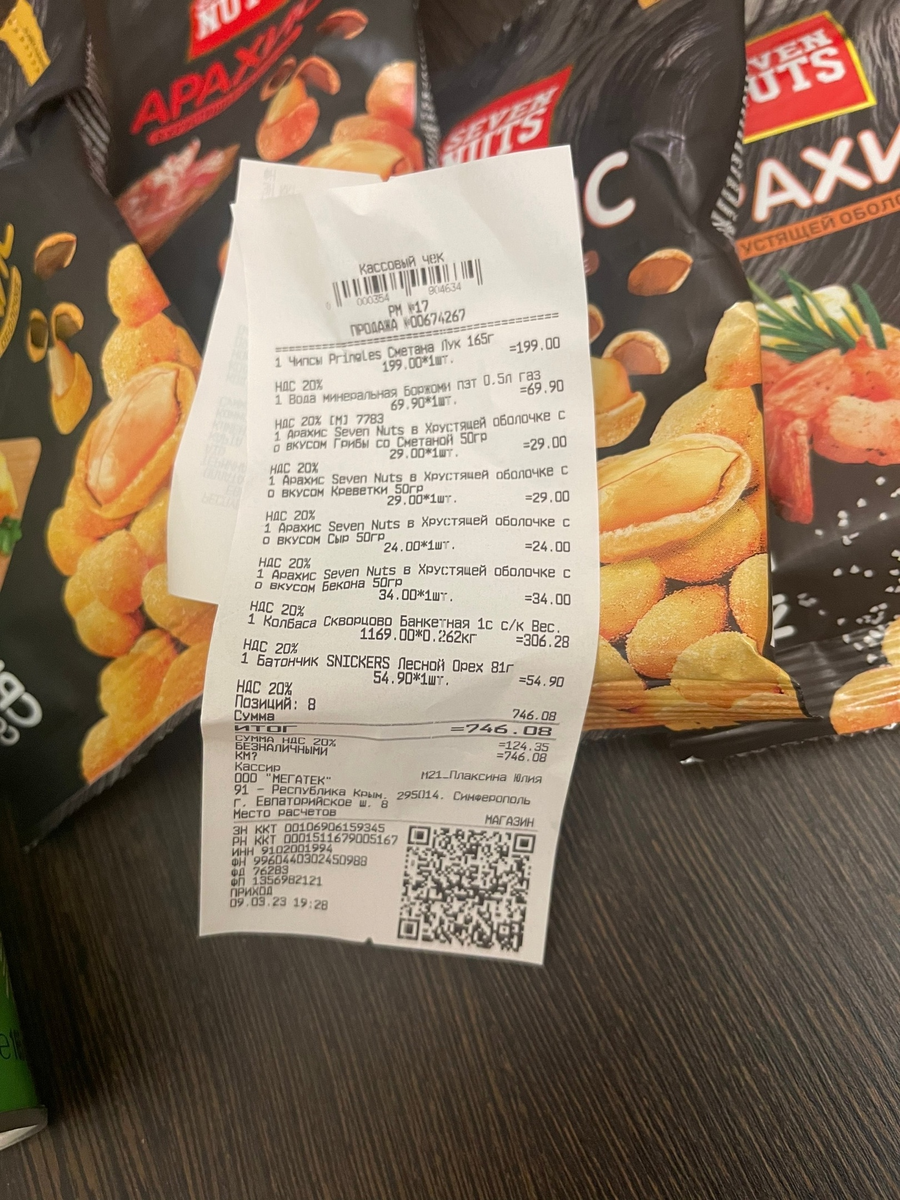 NUTS
АРАХИС
SEVEN
NUTS
С
SEVEN
NUTS
АРАХИ
УСТЯЩЕЙ ОБОЛО
Кассовый чек
0 000354 904634
РМ №17
ПРОДАЖА №00674267
1 Чипсы Pringles Сметана Лук 165г
199.00*1шт. =199.00
НДС 20%
1 Вода минеральная Боржоми пэт 0.5л газ
69.90*1шт. =69.90
НДС 20% [М] 7783
1 Арахис Seven Nuts в Хрустящей оболочке с
о вкусом Грибы со Сметаной 50гр
29.00*1шт. =29.00
НДС 20%
1 Арахис Seven Nuts в Хрустящей оболочке с
о вкусом Креветки 50гр
29.00*1шт. =29.00
НДС 20%
1 Арахис Seven Nuts в Хрустящей оболочке с
о вкусом Сыр 50гр
24.00*1шт. =24.00
НДС 20%
1 Арахис Seven Nuts в Хрустящей оболочке с
о вкусом Бекона 50гр
34.00*1шт. =34.00
НДС 20%
1 Колбаса Скворцово Банкетная 1с с/к Вес.
1169.00*0.262кг =306.28
НДС 20%
1 Батончик SNICKERS Лесной Орех 81г
54.90*1шт. =54.90
НДС 20%
Позиций: 8
Сумма 746.08
ИТОГ =746.08
СУММА НДС 20% =124.35
БЕЗНАЛИЧНЫМИ =746.08
КМ?
Кассир М21_Плаксина Юлия
ООО "МЕГАТЕК"
91 - Республика Крым, 295014. Симферополь
г, Евпаторийское ш. 8
Место расчетов МАГАЗИН
ЗН ККТ 00106906159345
РН ККТ 0001511679005167
ИНН 9102001994
ФН 9960440302450988
ФД 76283
ФП 1356982121
ПРИХОД
09.03.23 19:28